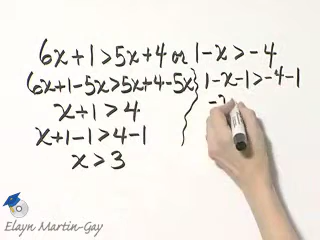 6x+1>5x+4 or 1-x>-4
6x+1-5x>5x+4-5x
x+1>4
x+1-1>4-1
x>3
1-x-1>-4-1
Elayn Martin-Gay